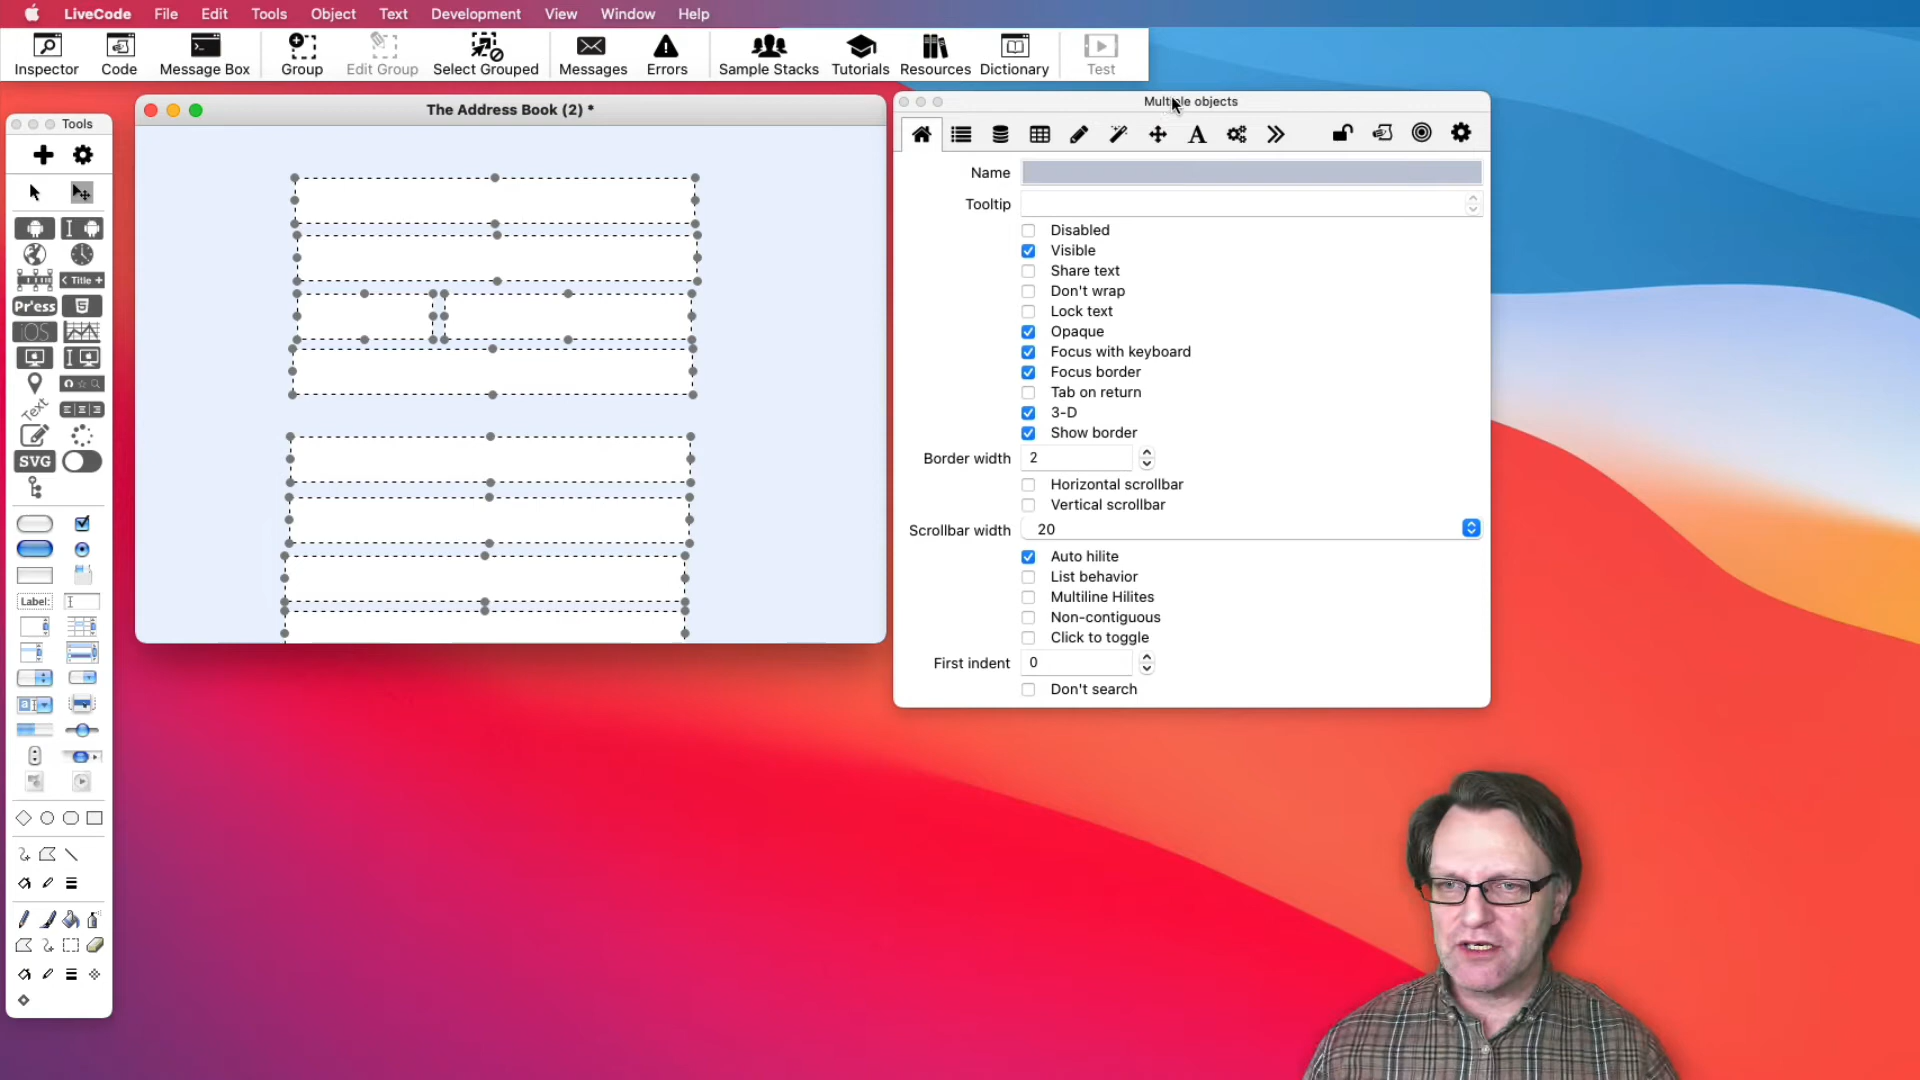 LiveCode File Edit Tools Object Text Development View Window Help
Inspector Code Message Box Group Edit Group Select Grouped Messages Errors Sample Stacks Tutorials Resources Dictionary Test
Tools
The Address Book (2) *
Multiple objects
Name
Tooltip
Disabled
Visible
Share text
Don't wrap
Lock text
Opaque
Focus with keyboard
Focus border
Tab on return
3-D
Show border
Border width 2
Horizontal scrollbar
Vertical scrollbar
Scrollbar width 20
Auto hilite
List behavior
Multiline Hilites
Non-contiguous
Click to toggle
First indent 0
Don't search
< Title +
Pr'ess
iOS
Text
SVG
Label: